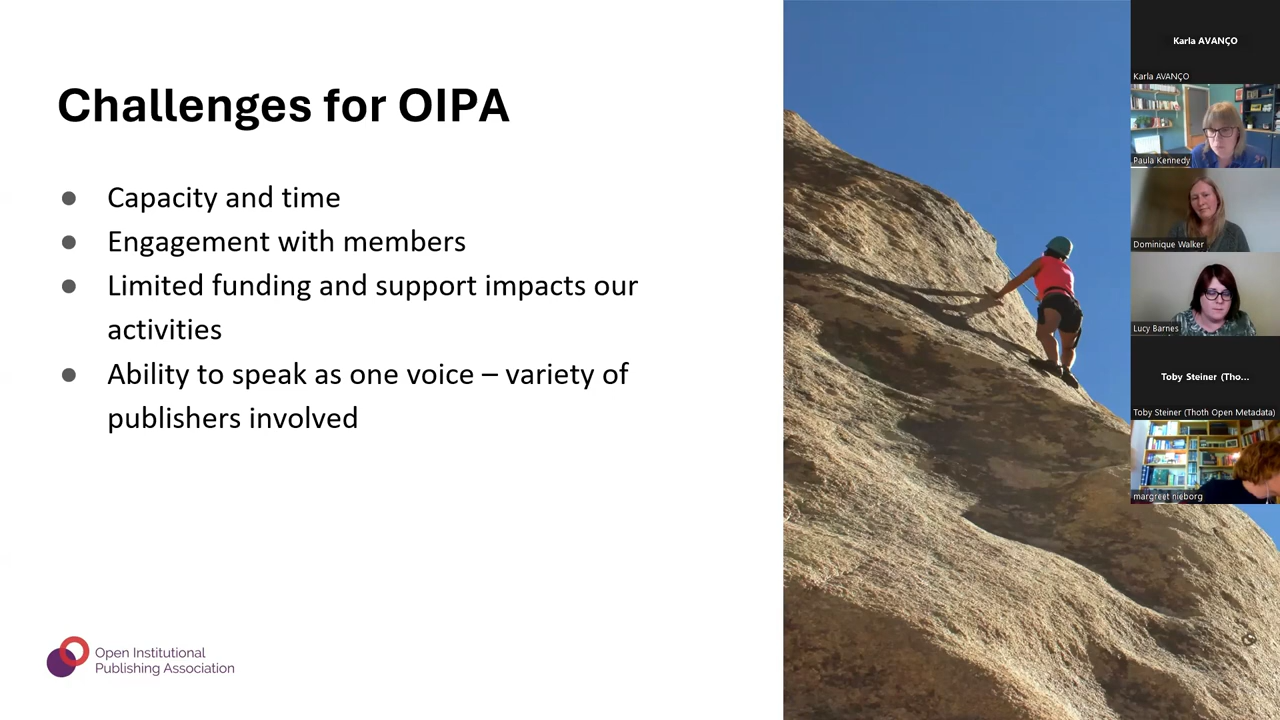 Challenges for OIPA
● Capacity and time
● Engagement with members
● Limited funding and support impacts our
activities
● Ability to speak as one voice – variety of
publishers involved
Open Institutional
Publishing Association
Karla AVANÇO
Karla AVANÇO
Paula Kennedy
Dominique Walker
Lucy Barnes
Toby Steiner (Tho...
Toby Steiner (Thoth Open Metadata)
margreet nieborg